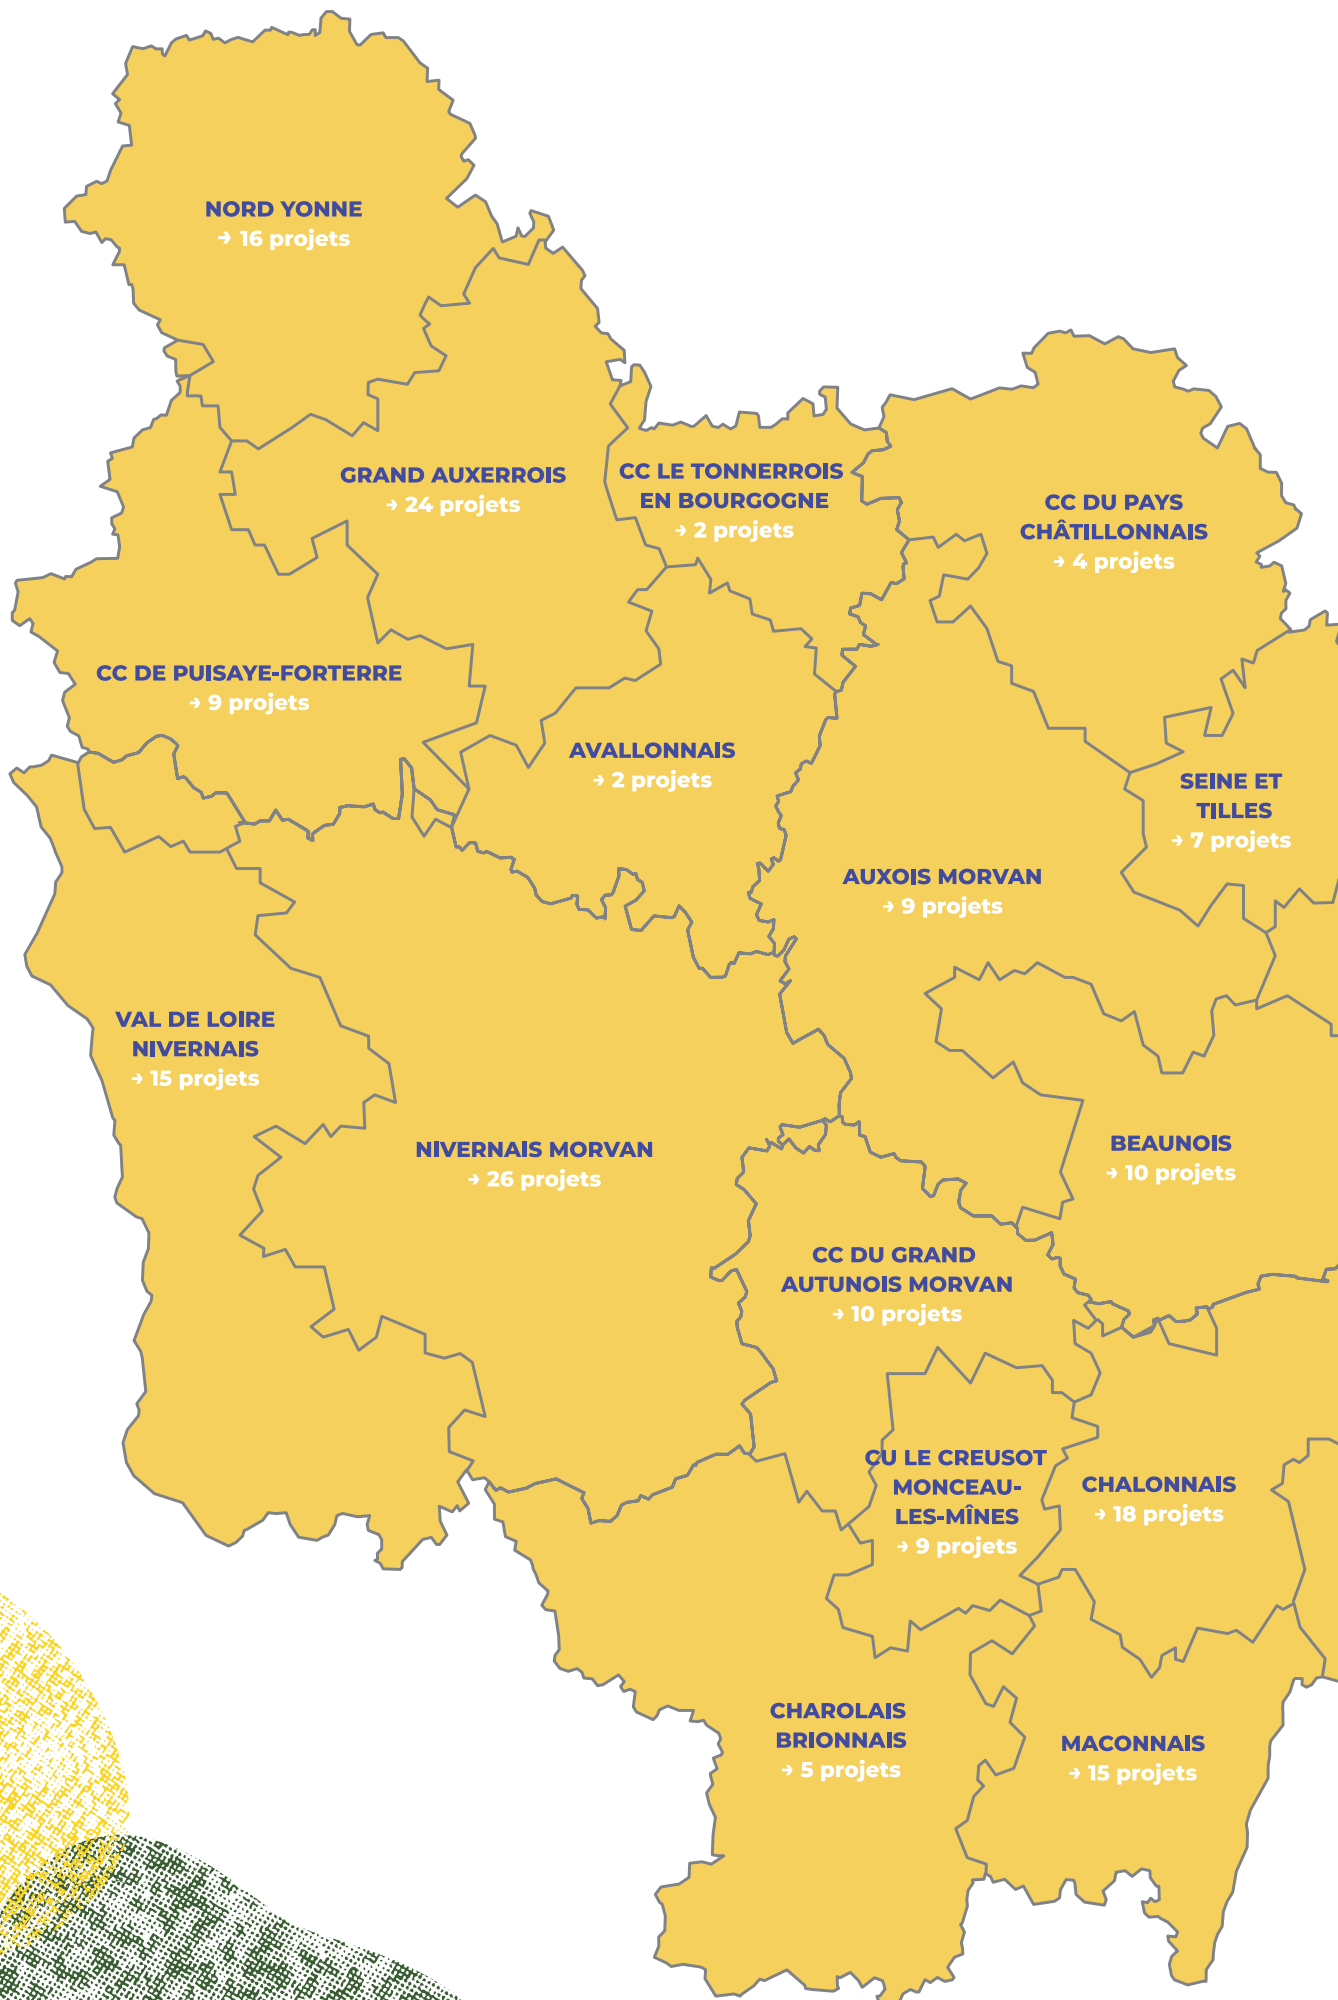 NORD YONNE
→ 16 projets
GRAND AUXERROIS
→ 24 projets
CC LE TONNERROIS
EN BOURGOGNE
→ 2 projets
CC DU PAYS
CHÂTILLONNAIS
→ 4 projets
CC DE PUISAYE-FORTERRE
→ 9 projets
AVALLONNAIS
→ 2 projets
SEINE ET
TILLES
→ 7 projets
AUXOIS MORVAN
→ 9 projets
VAL DE LOIRE
NIVERNAIS
→ 15 projets
NIVERNAIS MORVAN
→ 26 projets
BEAUNOIS
→ 10 projets
CC DU GRAND
AUTUNOIS MORVAN
→ 10 projets
CU LE CREUSOT
MONCEAU-
LES-MÎNES
→ 9 projets
CHALONNAIS
→ 18 projets
CHAROLAIS
BRIONNAIS
→ 5 projets
MACONNAIS
→ 15 projets